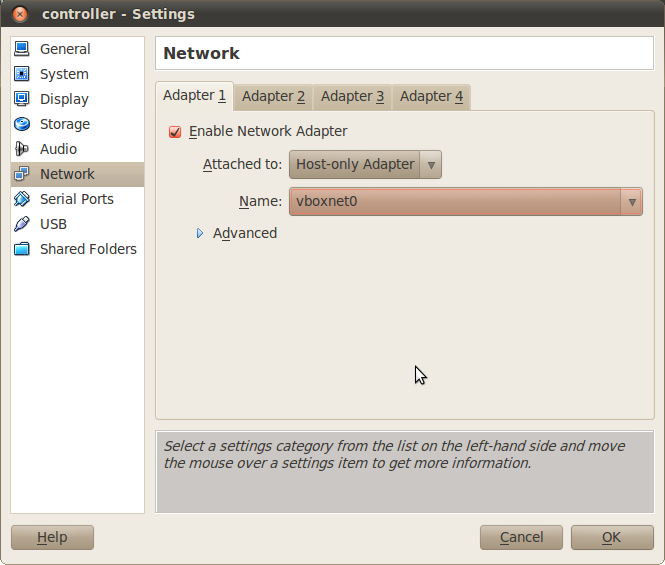 controller - Settings
General
System
Display
Storage
Audio
Network
Serial Ports
USB
Shared Folders
Network
Adapter 1 Adapter 2 Adapter 3 Adapter 4
Enable Network Adapter
Attached to: Host-only Adapter
Name: vboxnet0
Advanced
Select a settings category from the list on the left-hand side and move
the mouse over a settings item to get more information.
Help Cancel OK